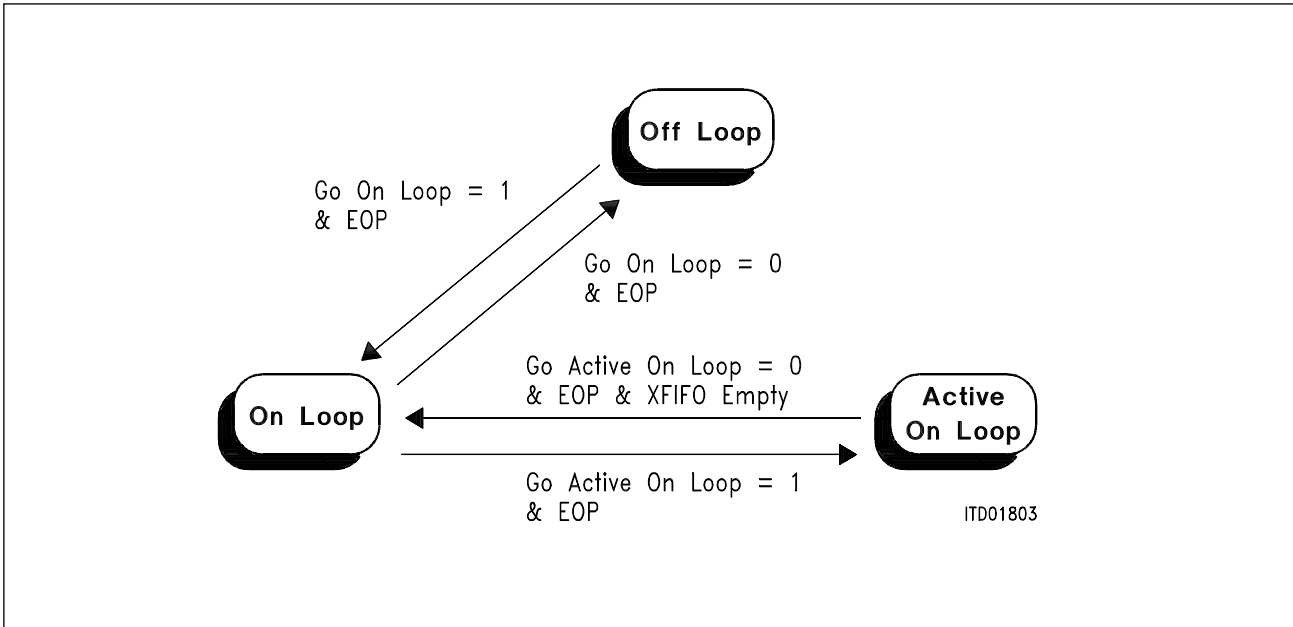 Off Loop
Go On Loop = 1
& EOP
Go On Loop = 0
& EOP
Go Active On Loop = 0
& EOP & XFIFO Empty
On Loop
Active
On Loop
Go Active On Loop = 1
& EOP
ITD01803